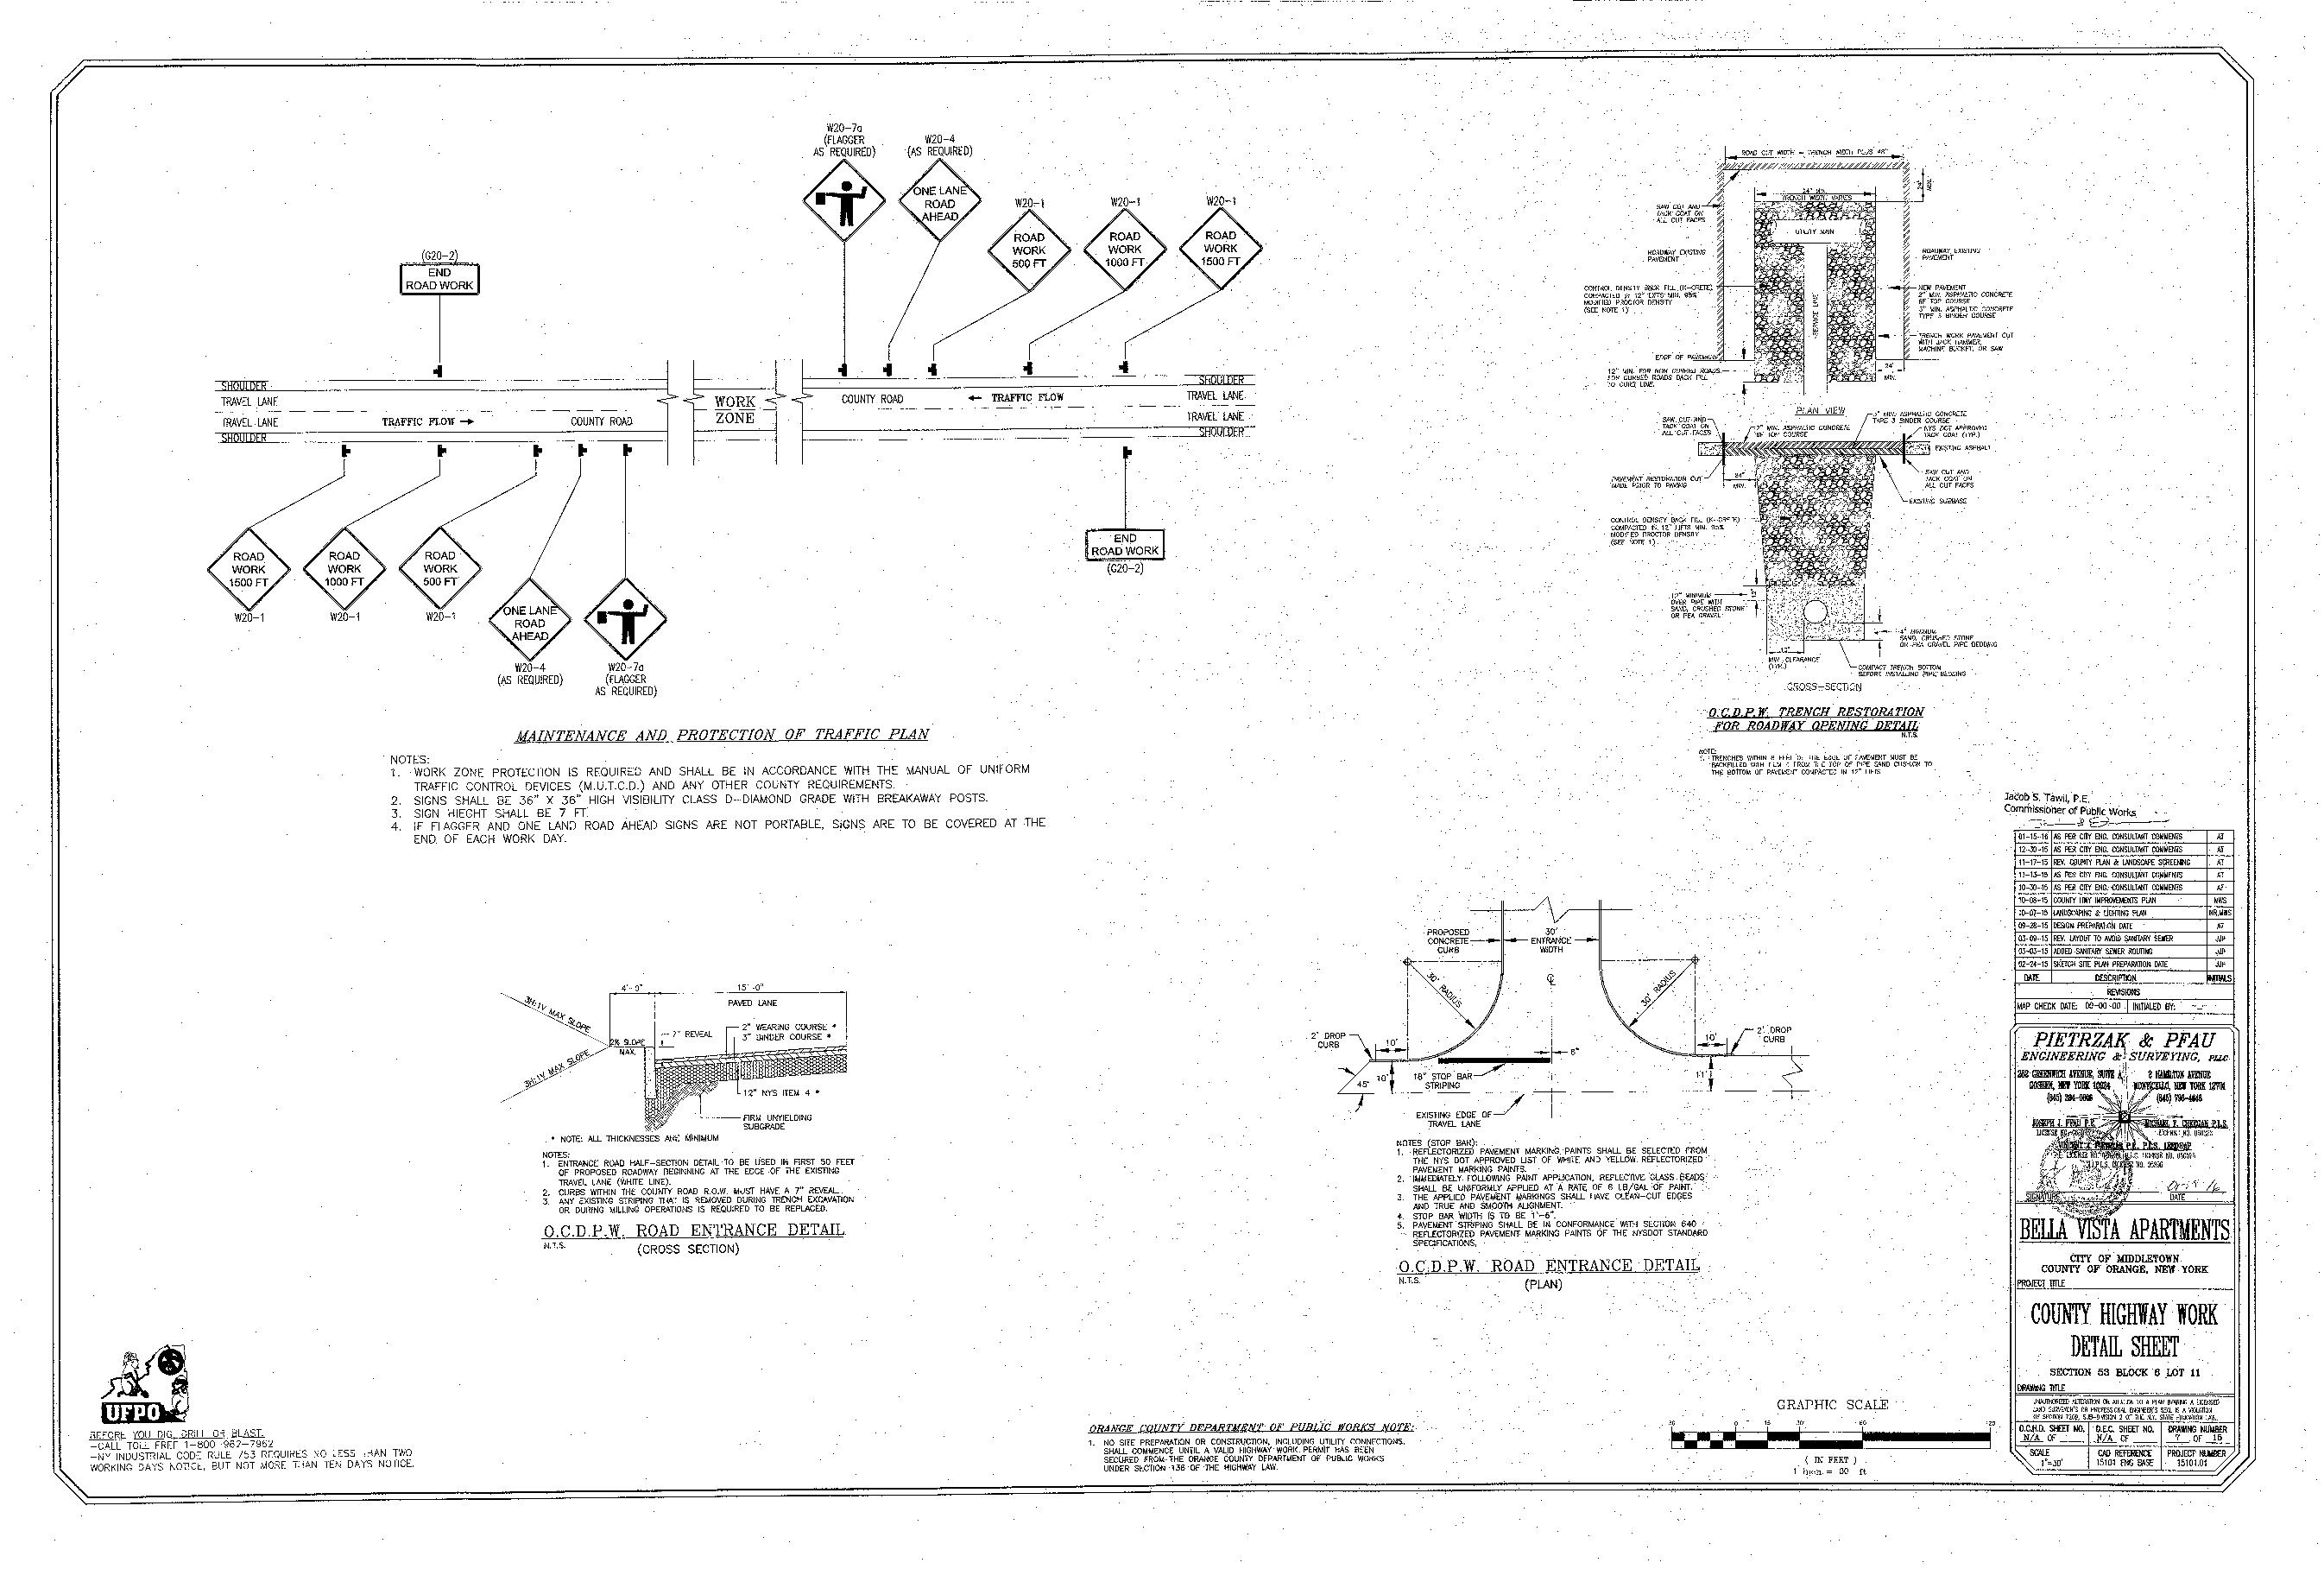 W20-7a
(FLAGGER
AS REQUIRED)
W20-4
(AS REQUIRED)
ONE LANE
ROAD
AHEAD
W20-1
ROAD
WORK
500 FT
W20-1
ROAD
WORK
1000 FT
W20-1
ROAD
WORK
1500 FT
(G20-2)
END
ROAD WORK
SHOULDER
TRAVEL LANE
TRAVEL LANE
SHOULDER
TRAFFIC FLOW
COUNTY ROAD
WORK
ZONE
COUNTY ROAD
TRAFFIC FLOW
SHOULDER
TRAVEL LANE
TRAVEL LANE
SHOULDER
ROAD
WORK
1500 FT
W20-1
ROAD
WORK
1000 FT
W20-1
ROAD
WORK
500 FT
W20-1
ONE LANE
ROAD
AHEAD
W20-4
(AS REQUIRED)
W20-7a
(FLAGGER
AS REQUIRED)
END
ROAD WORK
(G20-2)
MAINTENANCE AND PROTECTION OF TRAFFIC PLAN
NOTES:
1. WORK ZONE PROTECTION IS REQUIRED AND SHALL BE IN ACCORDANCE WITH THE MANUAL OF UNIFORM
TRAFFIC CONTROL DEVICES (M.U.T.C.D.) AND ANY OTHER COUNTY REQUIREMENTS.
2. SIGNS SHALL BE 36" X 36" HIGH VISIBILITY CLASS D-DIAMOND GRADE WITH BREAKAWAY POSTS.
3. SIGN HIEGHT SHALL BE 7 FT.
4. IF FLAGGER AND ONE LAND ROAD AHEAD SIGNS ARE NOT PORTABLE, SIGNS ARE TO BE COVERED AT THE
END OF EACH WORK DAY.
ROAD CUT WIDTH = TRENCH WIDTH PLUS 48"
24" MIN.
TRENCH WIDTH VARIES
24"
MIN.
SAW CUT AND
TACK COAT ON
ALL CUT FACES
UTILITY MAIN
ROADWAY EXISTING
PAVEMENT
ROADWAY EXISTING
PAVEMENT
CONTROL DENSITY BACK FILL (K-CRETE)
COMPACTED IN 12" LIFTS MIN. 95%
MODIFIED PROCTOR DENSITY
(SEE NOTE 1)
SERVICE LINE
NEW PAVEMENT
2" MIN. ASPHALTIC CONCRETE
6F TOP COURSE
3" MIN. ASPHALTIC CONCRETE
TYPE 3 BINDER COURSE
TRENCH WORK PAVEMENT CUT
WITH JACK HAMMER,
MACHINE BUCKET, OR SAW
EDGE OF PAVEMENT
12" MIN. FOR NON CURBED ROADS
FOR CURBED ROADS BACK FILL
TO CURB LINE.
24"
MIN.
PLAN VIEW
SAW CUT AND
TACK COAT ON
ALL CUT FACES
2" MIN. ASPHALTIC CONCRETE
6F TOP COURSE
3" MIN. ASPHALTIC CONCRETE
TYPE 3 BINDER COURSE
NYS DOT APPROVED
TACK COAT (TYP.)
EXISTING ASPHALT
PAVEMENT RESTORATION CUT
MADE PRIOR TO PAVING
24"
MIN.
SAW CUT AND
TACK COAT ON
ALL CUT FACES
EXISTING SUBBASE
CONTROL DENSITY BACK FILL (K-CRETE)
COMPACTED IN 12" LIFTS MIN. 95%
MODIFIED PROCTOR DENSITY
(SEE NOTE 1)
12" MINIMUM
OVER PIPE WITH
SAND, CRUSHED STONE
OR PEA GRAVEL
12"
4" MINIMUM
SAND, CRUSHED STONE
OR PEA GRAVEL PIPE BEDDING
12"
MIN. CLEARANCE
(TYP.)
COMPACT TRENCH BOTTOM
BEFORE INSTALLING PIPE BEDDING
CROSS-SECTION
O.C.D.P.W. TRENCH RESTORATION
FOR ROADWAY OPENING DETAIL
N.T.S.
NOTE:
1. TRENCHES WITHIN 8 FEET OF THE EDGE OF PAVEMENT MUST BE
BACKFILLED WITH ITEM 4 FROM THE TOP OF PIPE SAND CUSHION TO
THE BOTTOM OF PAVEMENT COMPACTED IN 12" LIFTS
Jacob S. Tawil, P.E.
Commissioner of Public Works
01-15-16 AS PER CITY ENG. CONSULTANT COMMENTS AT
12-30-15 AS PER CITY ENG. CONSULTANT COMMENTS AT
11-17-15 REV. COUNTY PLAN & LANDSCAPE SCREENING AT
11-13-15 AS PER CITY ENG. CONSULTANT COMMENTS AT
10-30-15 AS PER CITY ENG. CONSULTANT COMMENTS AT
10-08-15 COUNTY HWY IMPROVEMENTS PLAN MWS
10-07-15 LANDSCAPING & LIGHTING PLAN NR,MWS
09-28-15 DESIGN PREPARATION DATE AT
03-09-15 REV. LAYOUT TO AVOID SANITARY SEWER JJP
03-03-15 ADDED SANITARY SEWER ROUTING JJP
02-24-15 SKETCH SITE PLAN PREPARATION DATE JJP
DATE DESCRIPTION INITIALS
REVISIONS
MAP CHECK DATE: 00-00-00 INITIALED BY: --
PIETRZAK & PFAU
ENGINEERING & SURVEYING, PLLC
262 GREENWICH AVENUE, SUITE A
GOSHEN, NEW YORK 10924
2 HAMILTON AVENUE
MONTICELLO, NEW YORK 12701
(845) 796-4646
JOSEPH J. PFAU P.E.
SIGNATURE
DATE
BELLA VISTA APARTMENTS
CITY OF MIDDLETOWN
COUNTY OF ORANGE, NEW YORK
PROJECT TITLE
COUNTY HIGHWAY WORK
DETAIL SHEET
SECTION 53 BLOCK 6 LOT 11
DRAWING TITLE
UNAUTHORIZED ALTERATION OR ADDITION TO A PLAN BEARING A LICENSED
LAND SURVEYOR'S OR PROFESSIONAL ENGINEER'S SEAL IS A VIOLATION
OF SECTION 7209, SUB-DIVISION 2 OF THE N.Y. STATE EDUCATION LAW.
O.C.H.D. SHEET NO. D.E.C. SHEET NO. DRAWING NUMBER
N/A OF N/A OF 7 OF 15
SCALE CAD REFERENCE PROJECT NUMBER
1"=30' 15101 ENG BASE 15101.01
4'-0"
15'-0"
PAVED LANE
3H:1V MAX SLOPE
3H:1V MAX SLOPE
2% SLOPE
MAX.
7" REVEAL
2" WEARING COURSE *
3" BINDER COURSE *
12" NYS ITEM 4 *
FIRM UNYIELDING
SUBGRADE
* NOTE: ALL THICKNESSES ARE MINIMUM
NOTES:
1. ENTRANCE ROAD HALF-SECTION DETAIL TO BE USED IN FIRST 50 FEET
OF PROPOSED ROADWAY BEGINNING AT THE EDGE OF THE EXISTING
TRAVEL LANE (WHITE LINE).
2. CURBS WITHIN THE COUNTY ROAD R.O.W. MUST HAVE A 7" REVEAL.
3. ANY EXISTING STRIPING THAT IS REMOVED DURING TRENCH EXCAVATION
OR DURING MILLING OPERATIONS IS REQUIRED TO BE REPLACED.
O.C.D.P.W. ROAD ENTRANCE DETAIL
N.T.S.
(CROSS SECTION)
PROPOSED
CONCRETE
CURB
30'
ENTRANCE
WIDTH
30' RADIUS
30' RADIUS
2' DROP
CURB
10'
10'
2' DROP
CURB
6"
45°
10'
18" STOP BAR
STRIPING
11'
EXISTING EDGE OF
TRAVEL LANE
NOTES (STOP BAR):
1. REFLECTORIZED PAVEMENT MARKING PAINTS SHALL BE SELECTED FROM
THE NYS DOT APPROVED LIST OF WHITE AND YELLOW REFLECTORIZED
PAVEMENT MARKING PAINTS.
2. IMMEDIATELY FOLLOWING PAINT APPLICATION, REFLECTIVE GLASS BEADS
SHALL BE UNIFORMLY APPLIED AT A RATE OF 6 LB/GAL OF PAINT.
3. THE APPLIED PAVEMENT MARKINGS SHALL HAVE CLEAN-CUT EDGES
AND TRUE AND SMOOTH ALIGNMENT.
4. STOP BAR WIDTH IS TO BE 1'-6".
5. PAVEMENT STRIPING SHALL BE IN CONFORMANCE WITH SECTION 640
REFLECTORIZED PAVEMENT MARKING PAINTS OF THE NYSDOT STANDARD
SPECIFICATIONS.
O.C.D.P.W. ROAD ENTRANCE DETAIL
N.T.S.
(PLAN)
UFPO
BEFORE YOU DIG, DRILL OR BLAST.
-CALL TOLL FREE 1-800-962-7962
-NY INDUSTRIAL CODE RULE 753 REQUIRES NO LESS THAN TWO
WORKING DAYS NOTICE, BUT NOT MORE THAN TEN DAYS NOTICE.
ORANGE COUNTY DEPARTMENT OF PUBLIC WORKS NOTE:
1. NO SITE PREPARATION OR CONSTRUCTION, INCLUDING UTILITY CONNECTIONS,
SHALL COMMENCE UNTIL A VALID HIGHWAY WORK PERMIT HAS BEEN
SECURED FROM THE ORANGE COUNTY DEPARTMENT OF PUBLIC WORKS
UNDER SECTION 136 OF THE HIGHWAY LAW.
GRAPHIC SCALE
30 0 15 30 60 120
( IN FEET )
1 inch = 30 ft